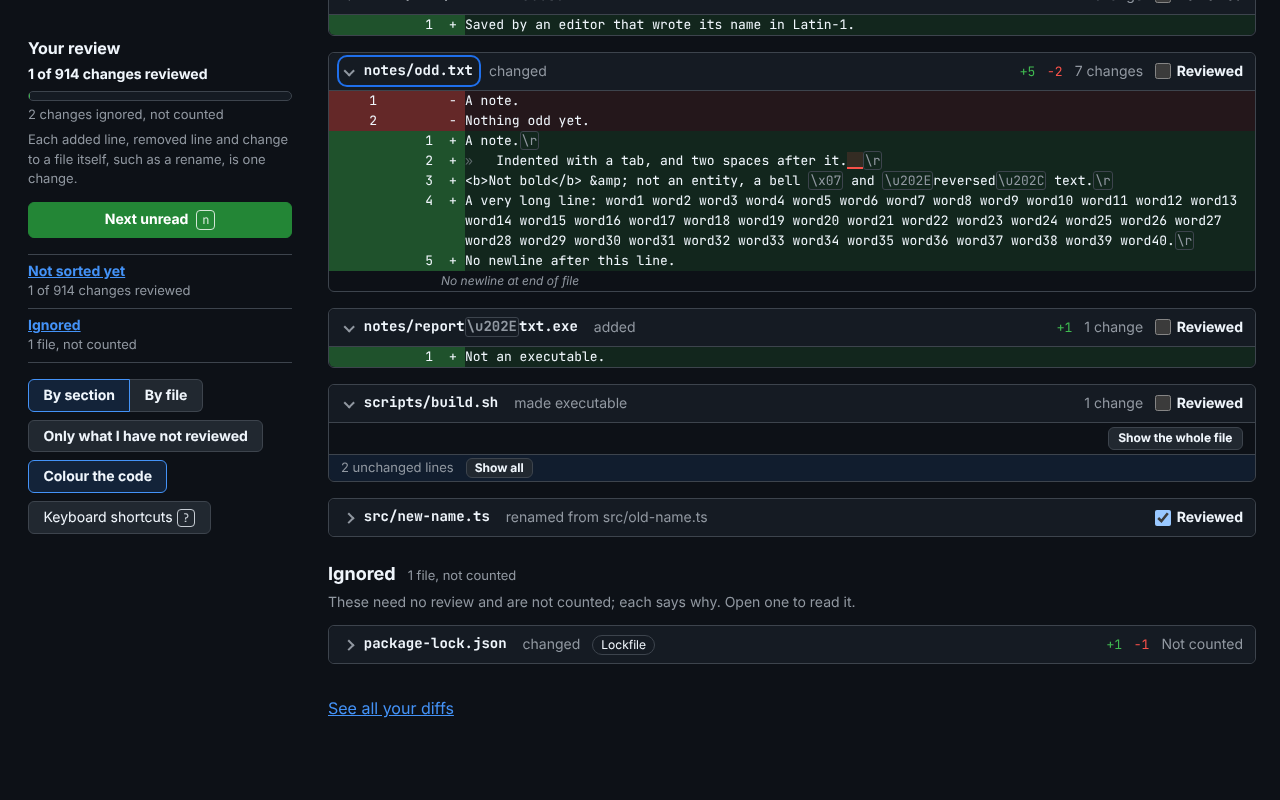 Your review
1 of 914 changes reviewed
2 changes ignored, not counted
Each added line, removed line and change
to a file itself, such as a rename, is one
change.
Next unread n
Not sorted yet
1 of 914 changes reviewed
Ignored
1 file, not counted
By section By file
Only what I have not reviewed
Colour the code
Keyboard shortcuts ?
1 + Saved by an editor that wrote its name in Latin-1.
notes/odd.txt changed +5 -2 7 changes Reviewed
1 - A note.
2 - Nothing odd yet.
1 + A note.\r
2 + » Indented with a tab, and two spaces after it. \r
3 + <b>Not bold</b> &amp; not an entity, a bell \x07 and \u202Ereversed\u202C text.\r
4 + A very long line: word1 word2 word3 word4 word5 word6 word7 word8 word9 word10 word11 word12 word13
word14 word15 word16 word17 word18 word19 word20 word21 word22 word23 word24 word25 word26 word27
word28 word29 word30 word31 word32 word33 word34 word35 word36 word37 word38 word39 word40.\r
5 + No newline after this line.
No newline at end of file
notes/report\u202Etxt.exe added +1 1 change Reviewed
1 + Not an executable.
scripts/build.sh made executable 1 change Reviewed
Show the whole file
2 unchanged lines Show all
src/new-name.ts renamed from src/old-name.ts Reviewed
Ignored 1 file, not counted
These need no review and are not counted; each says why. Open one to read it.
package-lock.json changed Lockfile +1 -1 Not counted
See all your diffs